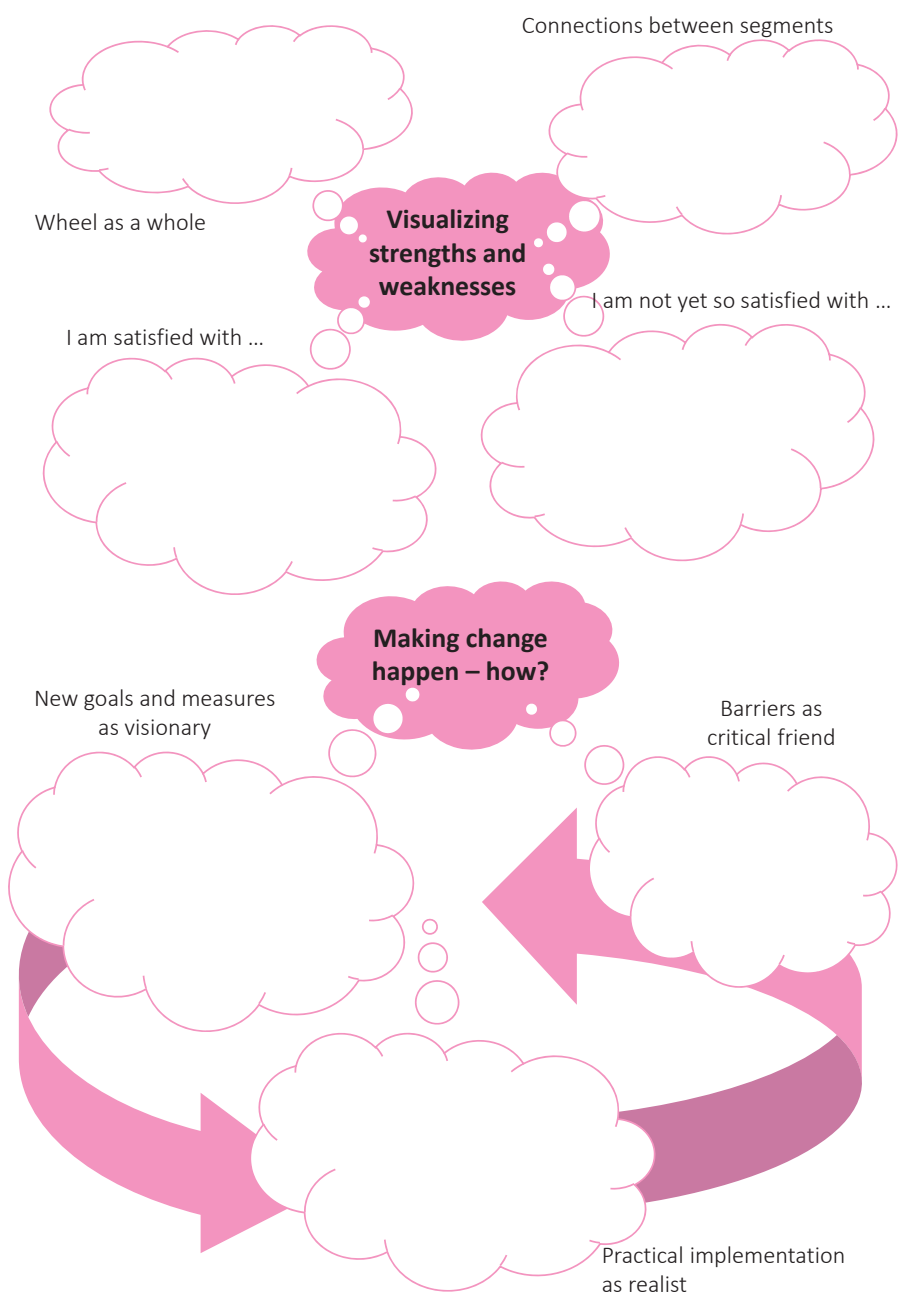 Connections between segments
Wheel as a whole
Visualizing
strengths and
weaknesses
I am satisfied with ...
I am not yet so satisfied with ...
Making change
happen – how?
New goals and measures
as visionary
Barriers as
critical friend
Practical implementation
as realist